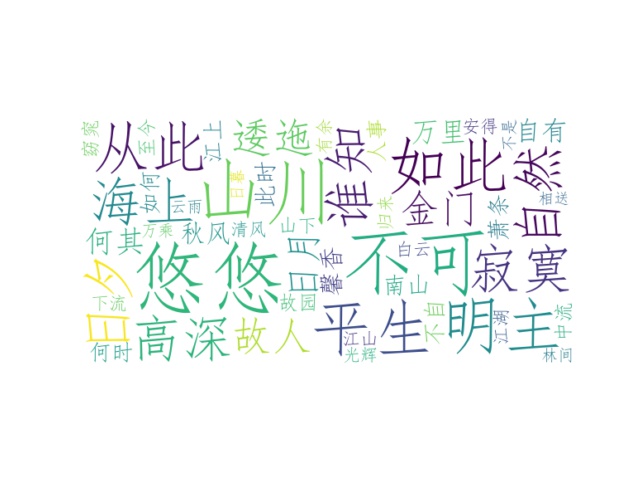 窈窕
至今
江上
从此
逶迤
有余
人事
谁知
万里
安得
不是
自有
如此
海上
如何
云雨
山川
日暮
此时
归来
金门
萧条
自然
相送
何其
万乘
秋风
清风
日月
山下
馨香
不可
白云
南山
寂寞
日夕
下流
悠悠
故园
何时
高深
故人
平生
江山
光辉
不自
明主
江湖
中流
林间